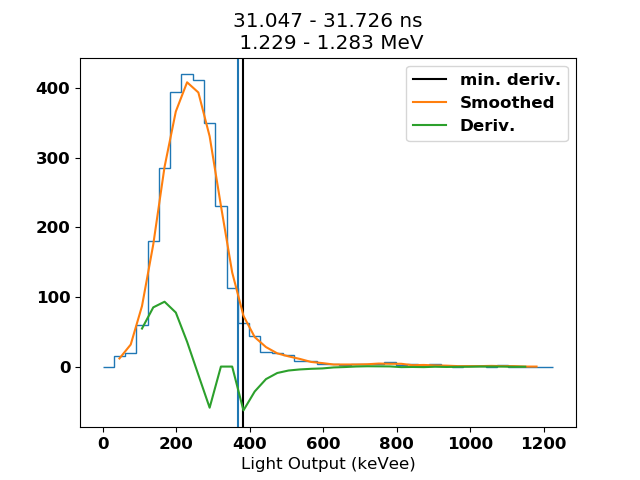 31.047 - 31.726 ns
1.229 - 1.283 MeV
min. deriv.
Smoothed
Deriv.
400
300
200
100
0
0 200 400 600 800 1000 1200
Light Output (keVee)